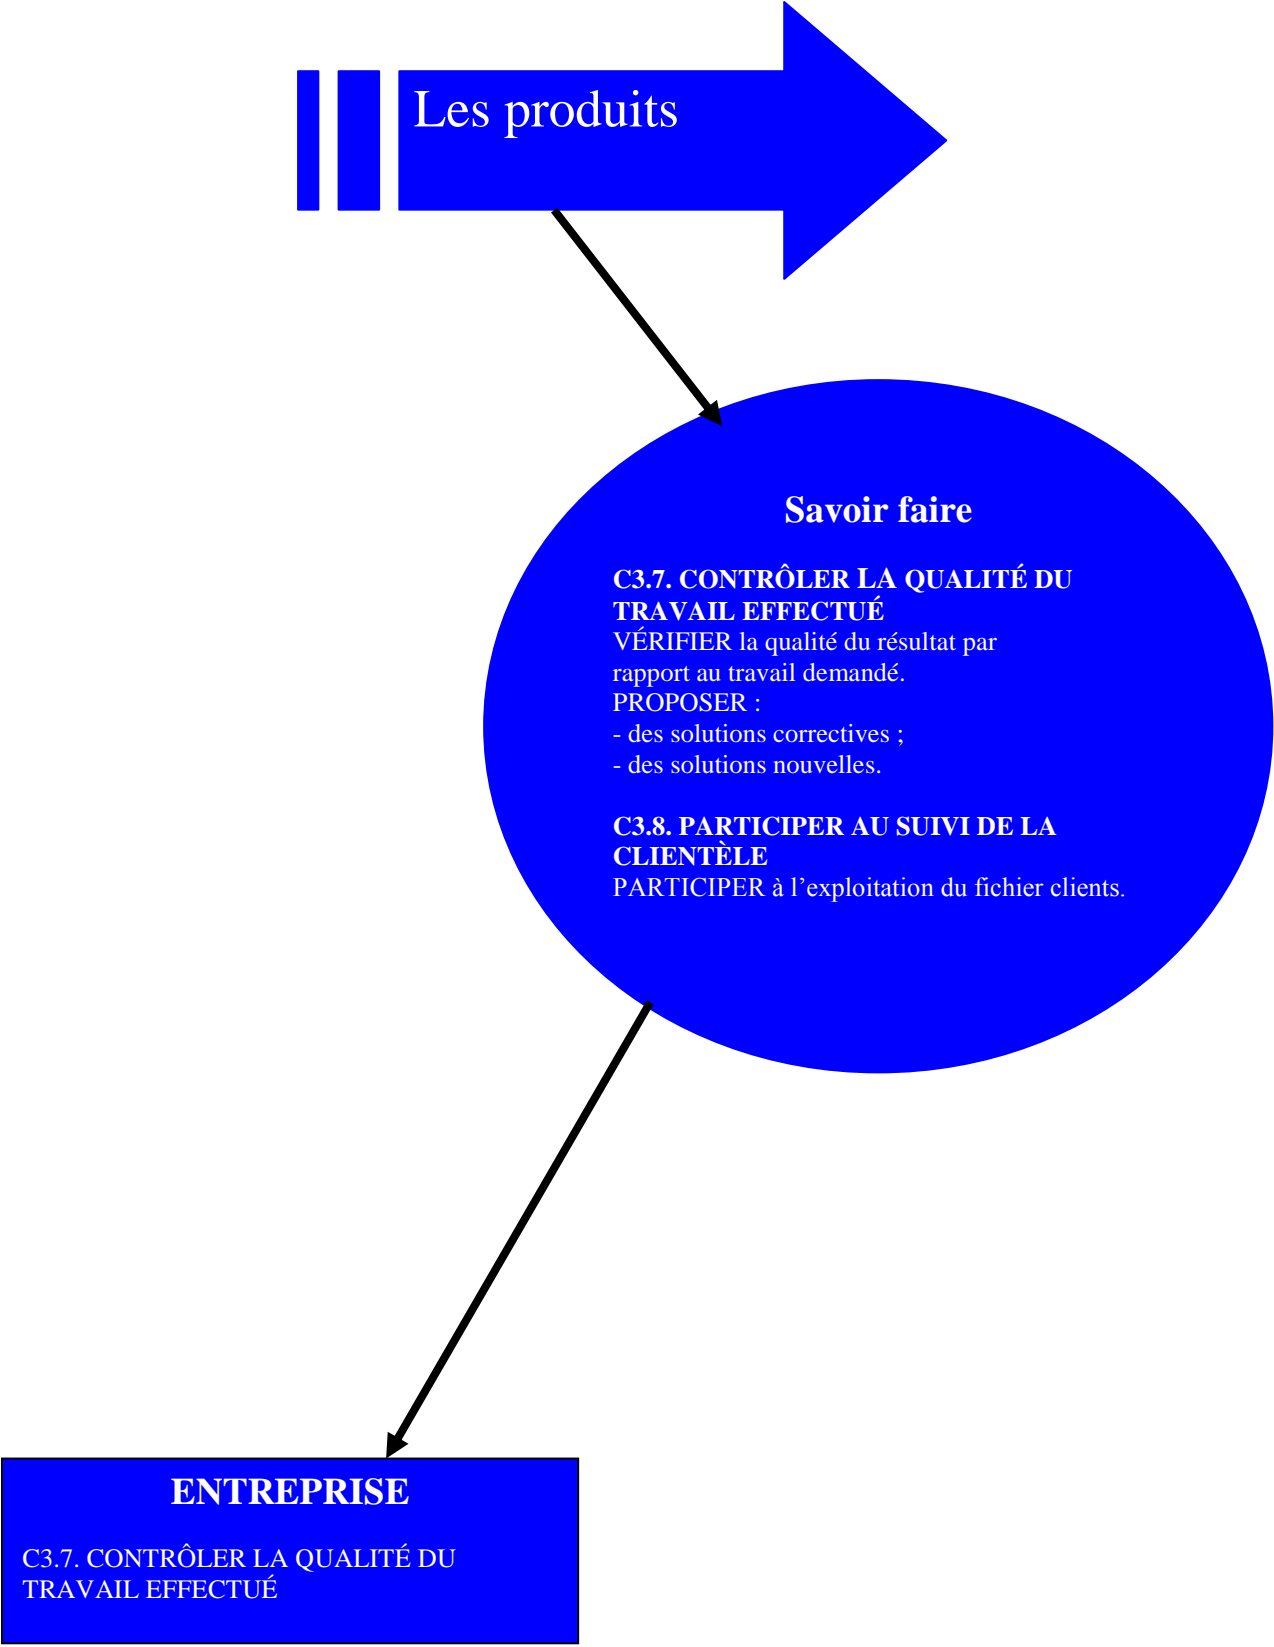 Les produits
Savoir faire
C3.7. CONTRÔLER LA QUALITÉ DU
TRAVAIL EFFECTUÉ
VÉRIFIER la qualité du résultat par
rapport au travail demandé.
PROPOSER :
- des solutions correctives ;
- des solutions nouvelles.
C3.8. PARTICIPER AU SUIVI DE LA
CLIENTÈLE
PARTICIPER à l’exploitation du fichier clients.
ENTREPRISE
C3.7. CONTRÔLER LA QUALITÉ DU
TRAVAIL EFFECTUÉ